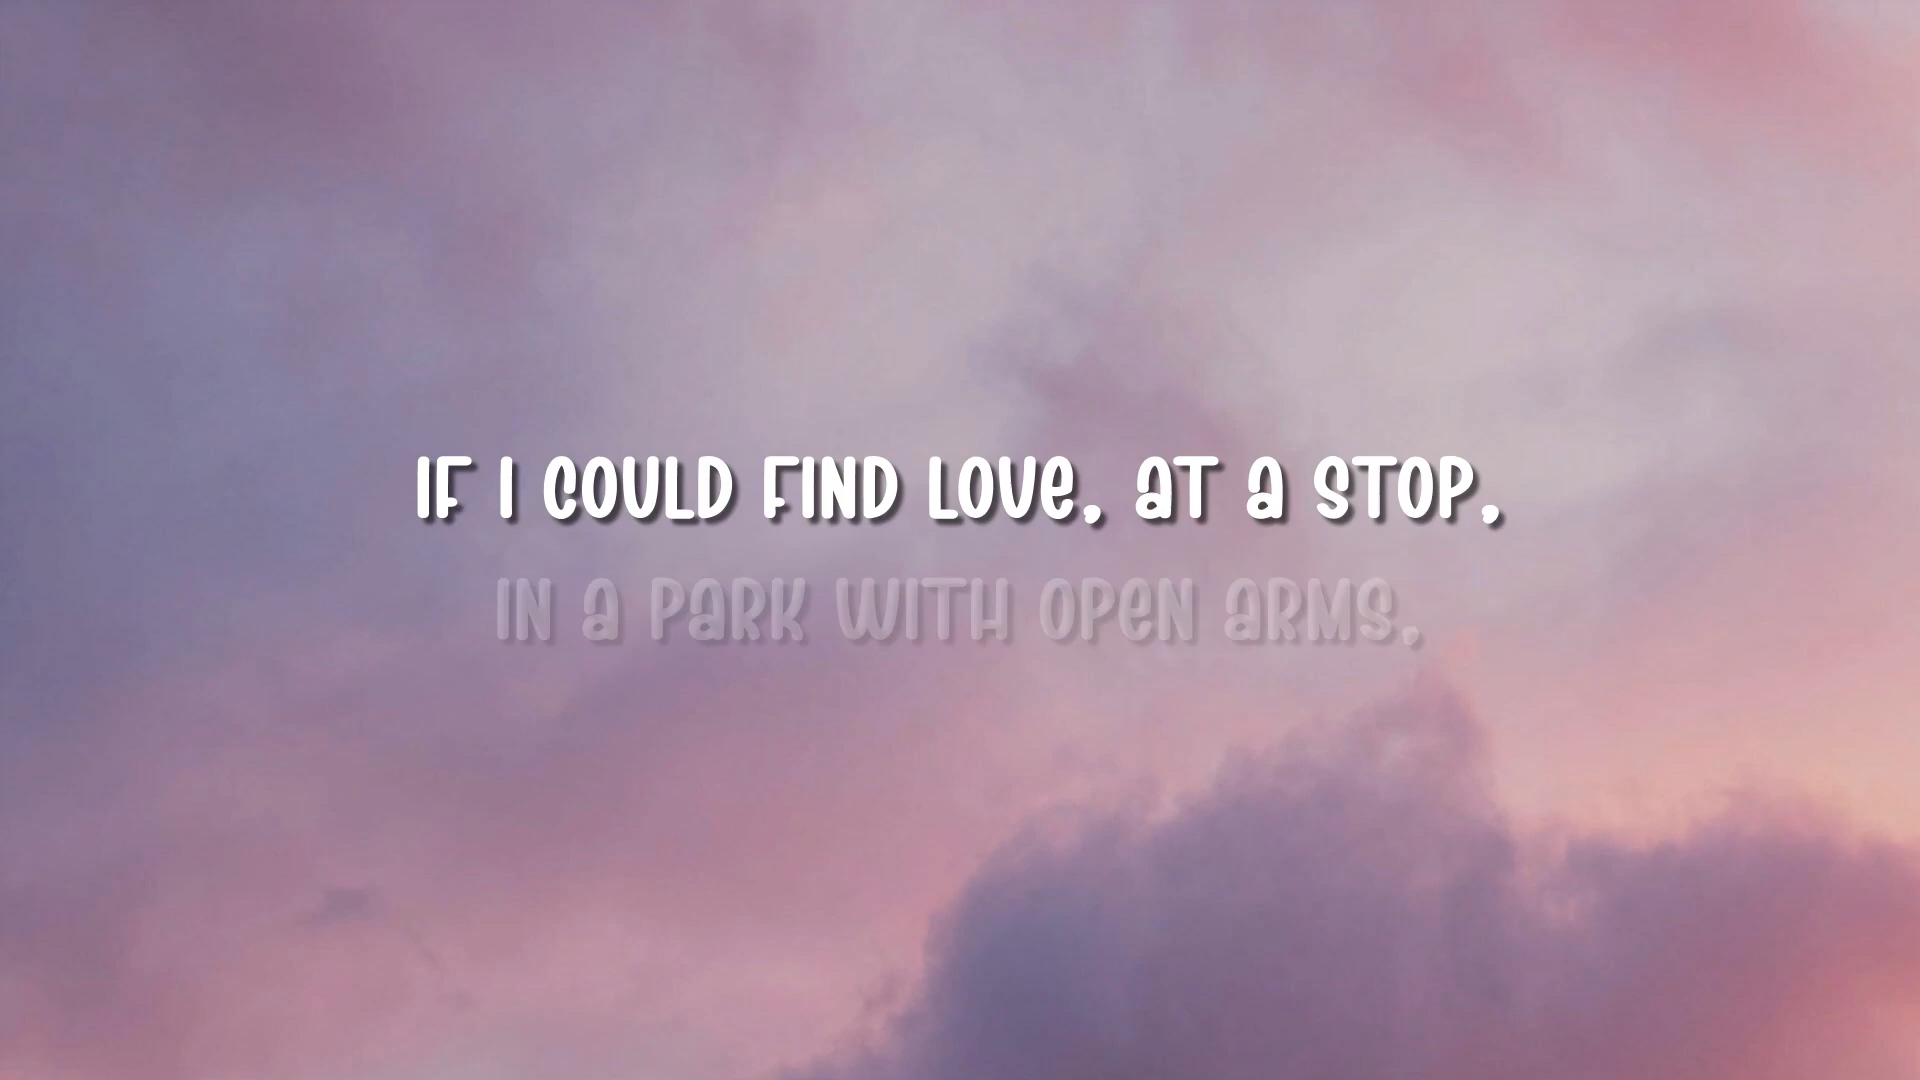 IF I COULD FIND LOVE, AT A STOP,
IN A PARK WITH OPEN ARMS,